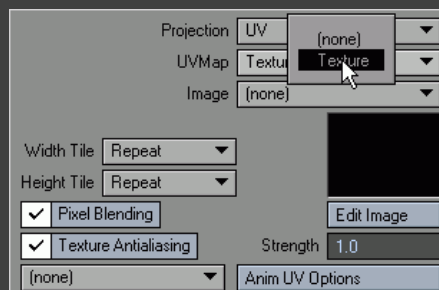 Projection UV
(none)
Texture
UVMap Textu
Image (none)
Width Tile Repeat
Height Tile Repeat
Pixel Blending
Edit Image
Texture Antialiasing Strength 1.0
(none) Anim UV Options